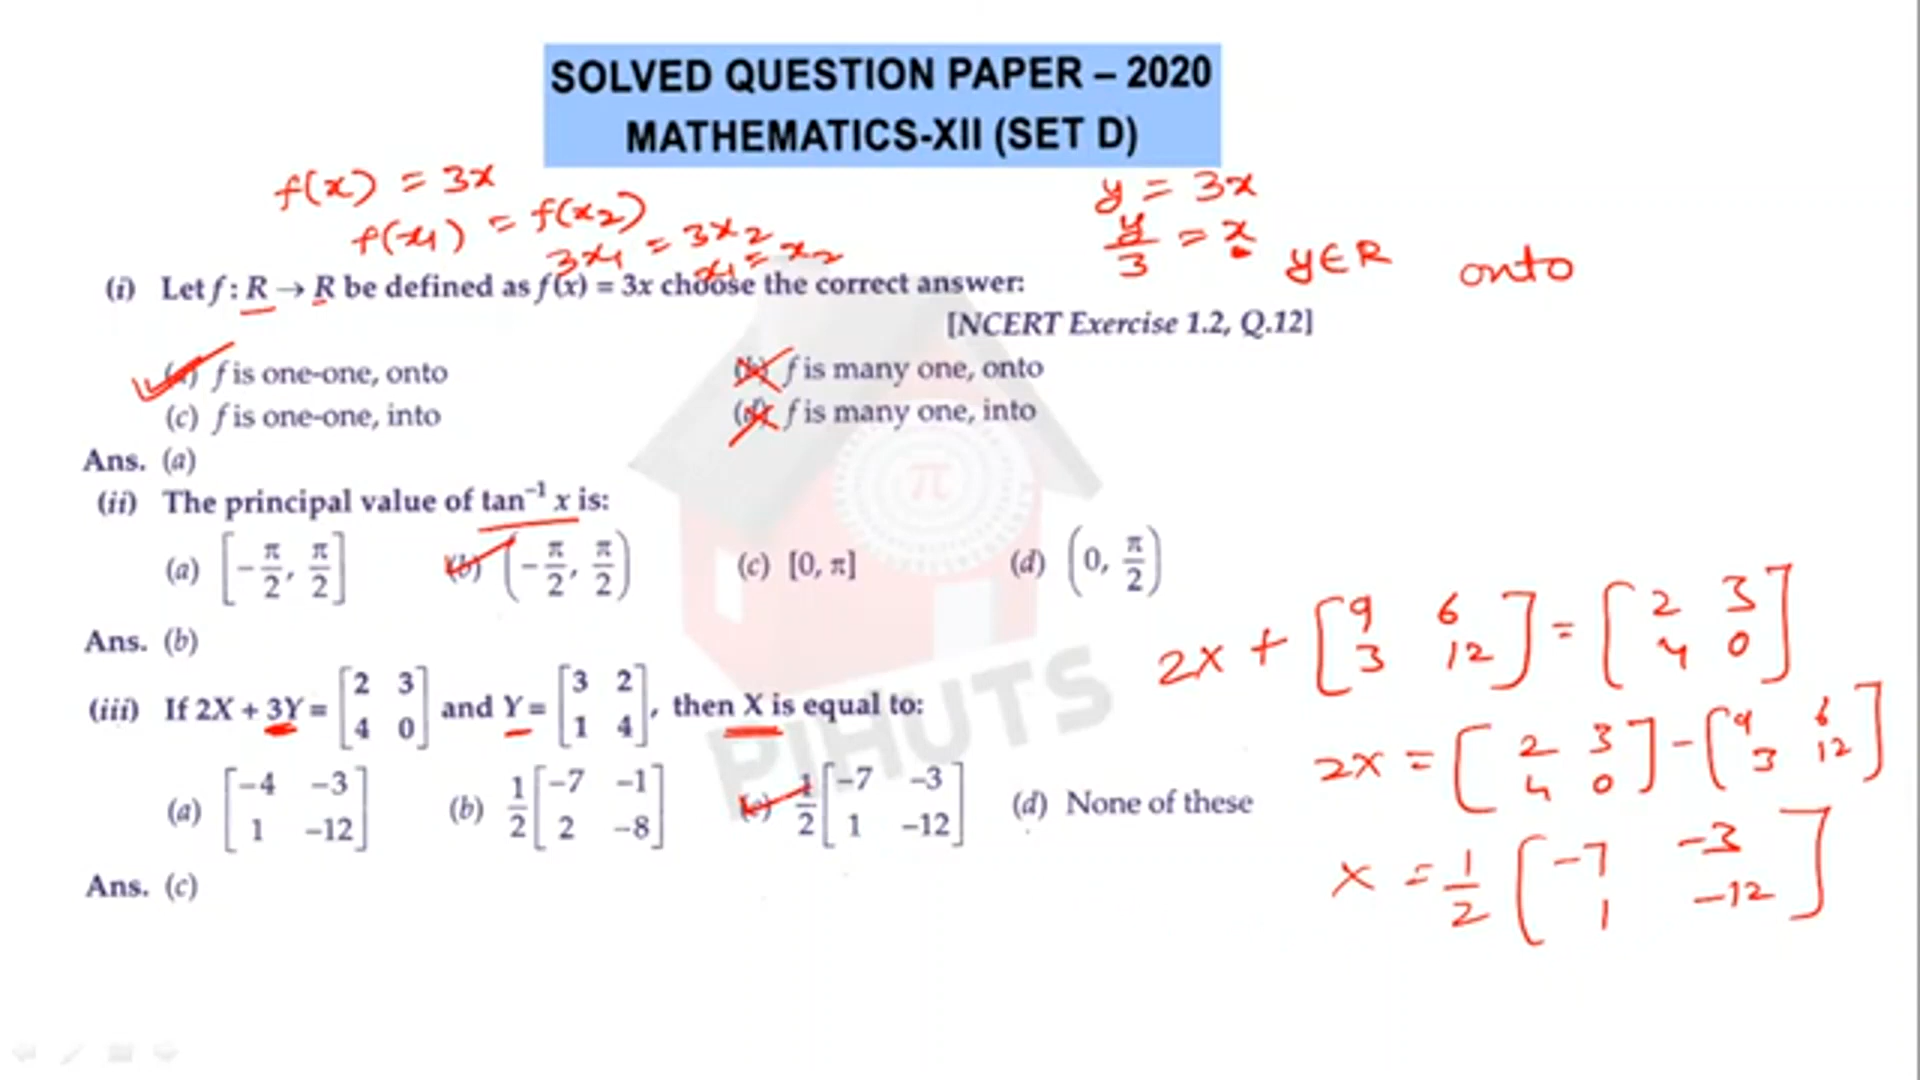 SOLVED QUESTION PAPER – 2020
MATHEMATICS-XII (SET D)
f(x) = 3x
f(x₁) = f(x₂)
3x₁ = 3x₂
x₁ = x₂
y = 3x
y/3 = x
y∈R
onto
(i) Let f : R → R be defined as f(x) = 3x choose the correct answer:
[NCERT Exercise 1.2, Q.12]
(a) f is one-one, onto (b) f is many one, onto
(c) f is one-one, into (d) f is many one, into
Ans. (a)
(ii) The principal value of tan⁻¹ x is:
(a) [-π/2, π/2] (b) (-π/2, π/2) (c) [0, π] (d) (0, π/2)
Ans. (b)
(iii) If 2X + 3Y = [2 3; 4 0] and Y = [3 2; 1 4], then X is equal to:
(a) [-4 -3; 1 -12] (b) 1/2 [-7 -1; 2 -8] (c) 1/2 [-7 -3; 1 -12] (d) None of these
Ans. (c)
2x + [9 6; 3 12] = [2 3; 4 0]
2x = [2 3; 4 0] - [9 6; 3 12]
x = 1/2 [-7 -3; 1 -12]
π
PIHUTS